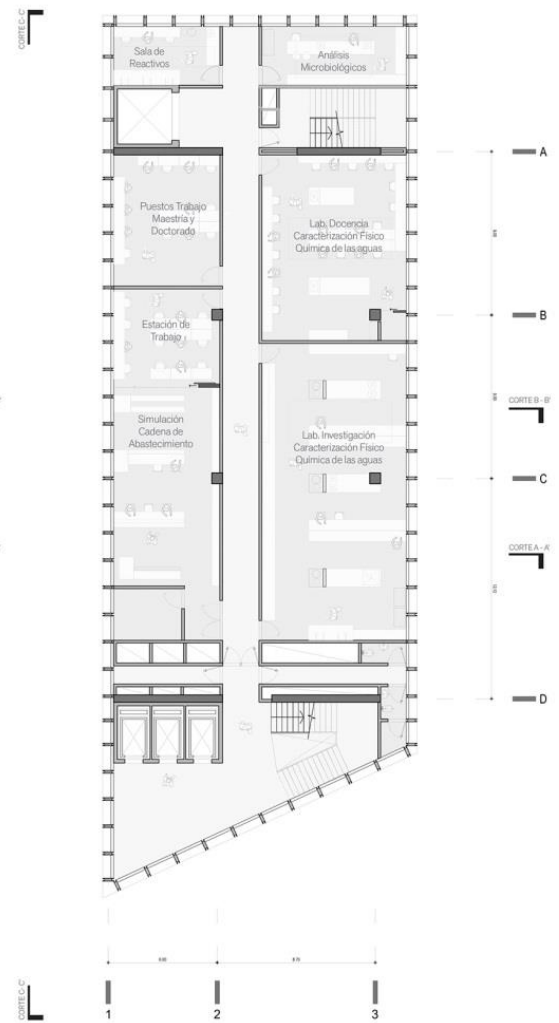 CORTE C - C'
Sala de
Reactivos
Análisis
Microbiológicos
A
Puestos Trabajo
Maestría y
Doctorado
Lab. Docencia
Caracterización Físico
Química de las aguas
B
Estación de
Trabajo
CORTE B - B'
Simulación
Cadena de
Abastecimiento
Lab. Investigación
Caracterización Físico
Química de las aguas
C
CORTE A - A'
D
CORTE C - C'
1
2
3